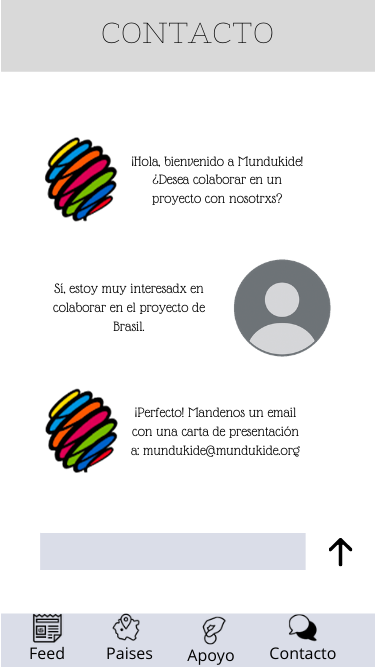 CONTACTO
¡Hola, bienvenido a Mundukide!
¿Desea colaborar en un
proyecto con nosotrxs?
Sí, estoy muy interesadx en
colaborar en el proyecto de
Brasil.
¡Perfecto! Mandenos un email
con una carta de presentación
a: mundukide@mundukide.org
Feed Paises Apoyo Contacto